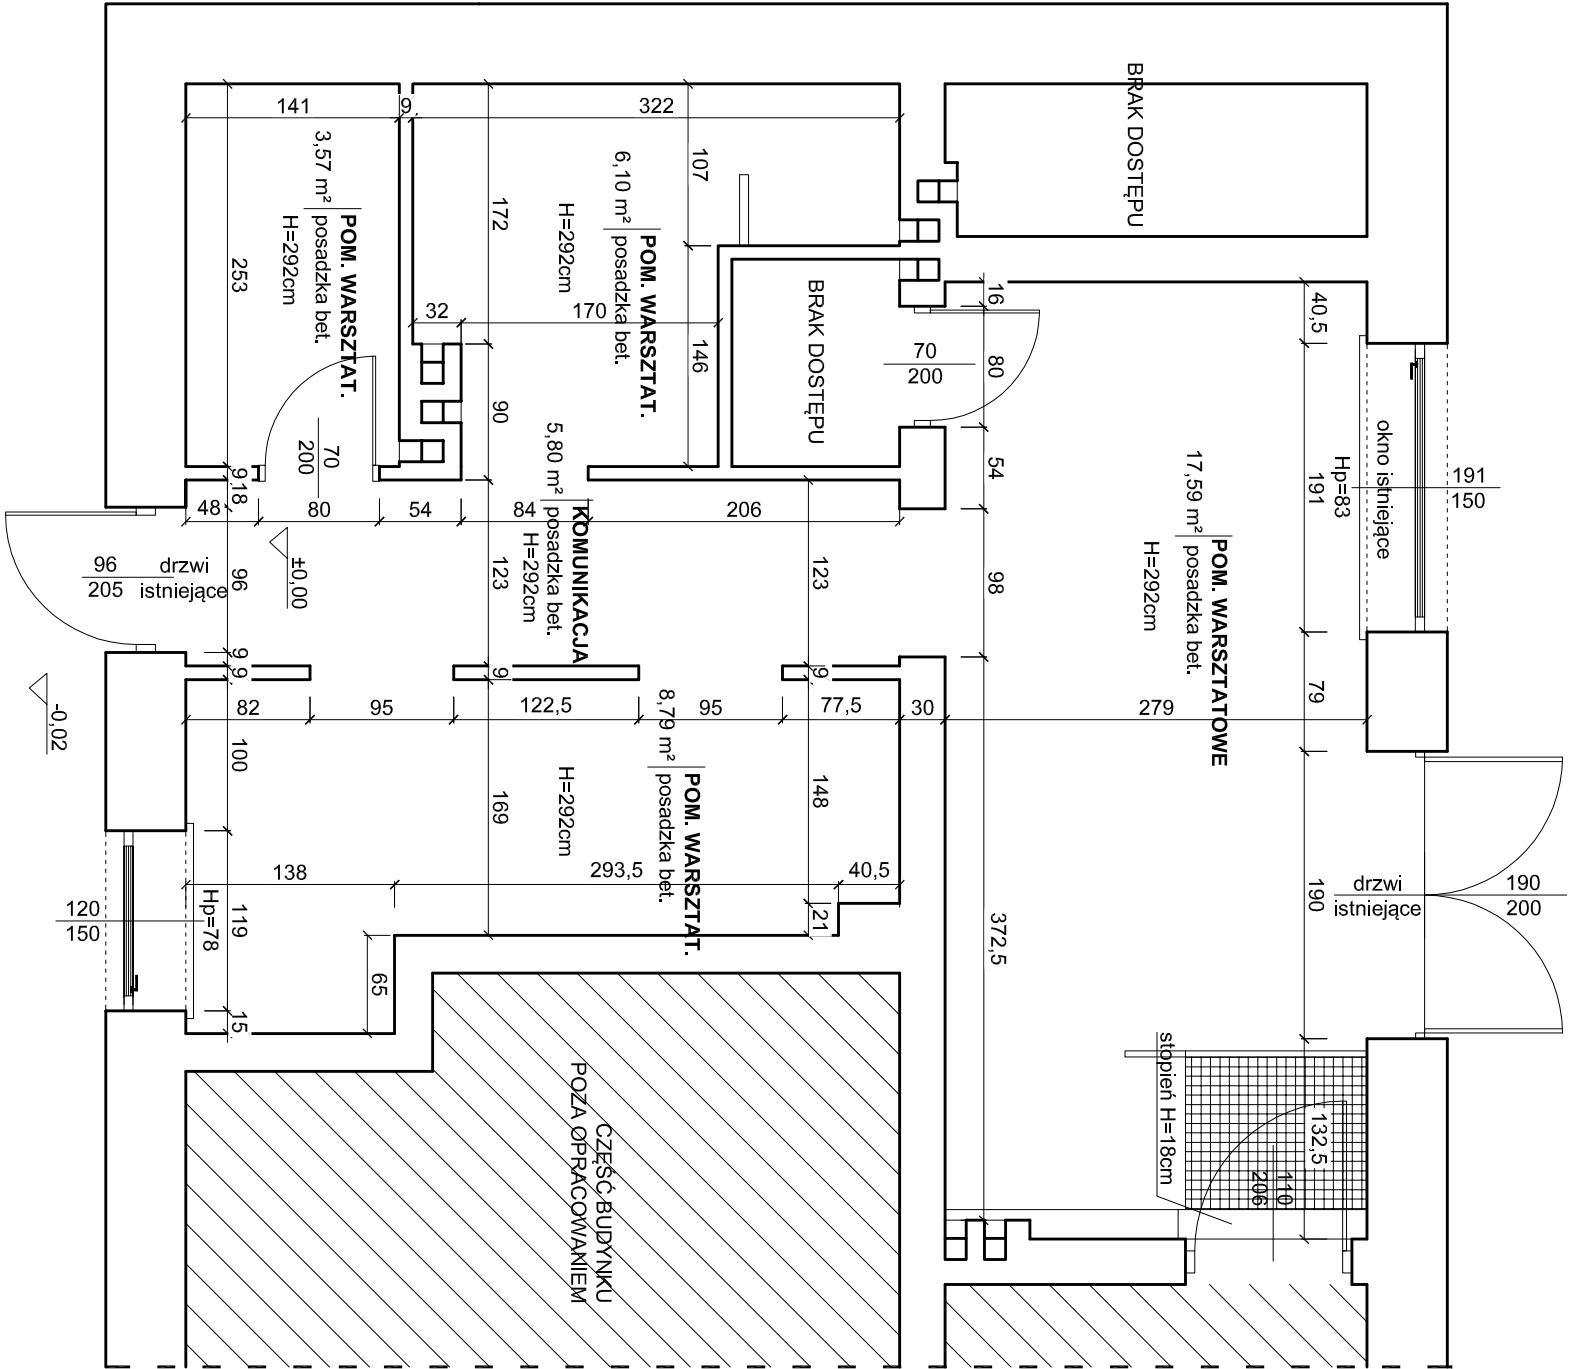 BRAK DOSTĘPU
141
9
322
107
3,57 m²
POM. WARSZTAT.
posadzka bet.
H=292cm
6,10 m²
POM. WARSZTAT.
posadzka bet.
H=292cm
172
253
32
170
146
BRAK DOSTĘPU
16
40,5
70
200
80
90
70
200
54
5,80 m²
KOMUNIKACJA
posadzka bet.
H=292cm
17,59 m²
POM. WARSZTATOWE
posadzka bet.
H=292cm
okno istniejące
Hp=83
191
191
150
9
18
48
80
54
84
206
96
205
drzwi
istniejące
±0,00
96
123
123
98
9
9
9
9
-0,02
82
95
122,5
95
77,5
30
279
79
100
8,79 m²
POM. WARSZTAT.
posadzka bet.
H=292cm
169
148
138
293,5
40,5
190
drzwi
istniejące
190
200
120
150
Hp=78
119
21
372,5
65
15
stopień H=18cm
132,5
110
206
CZĘŚĆ BUDYNKU
POZA OPRACOWANIEM